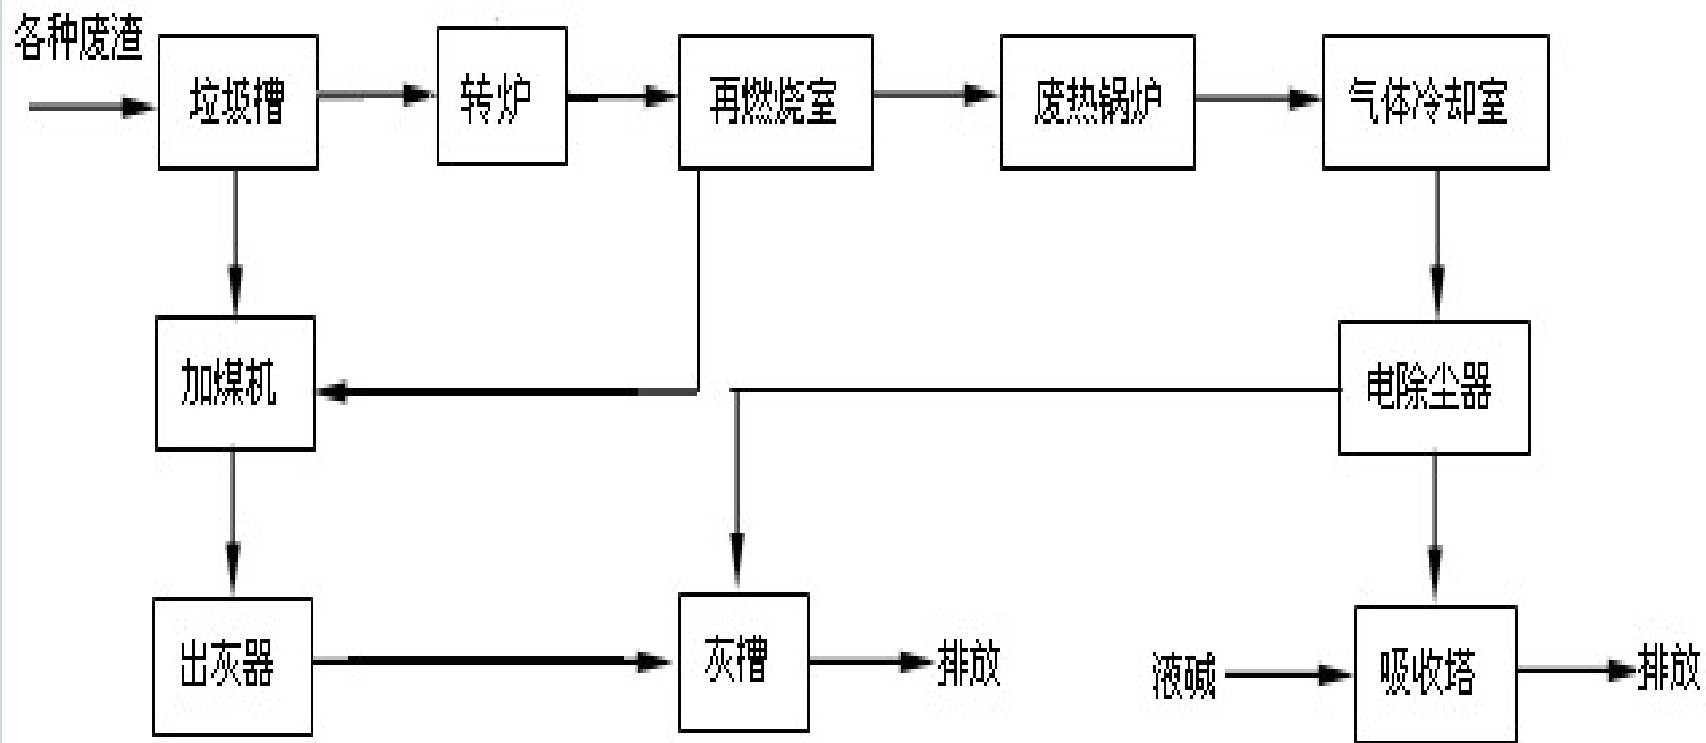 各种废渣
垃圾槽
转炉
再燃烧室
废热锅炉
气体冷却室
加煤机
电除尘器
出灰器
灰槽
排放
液碱
吸收塔
排放